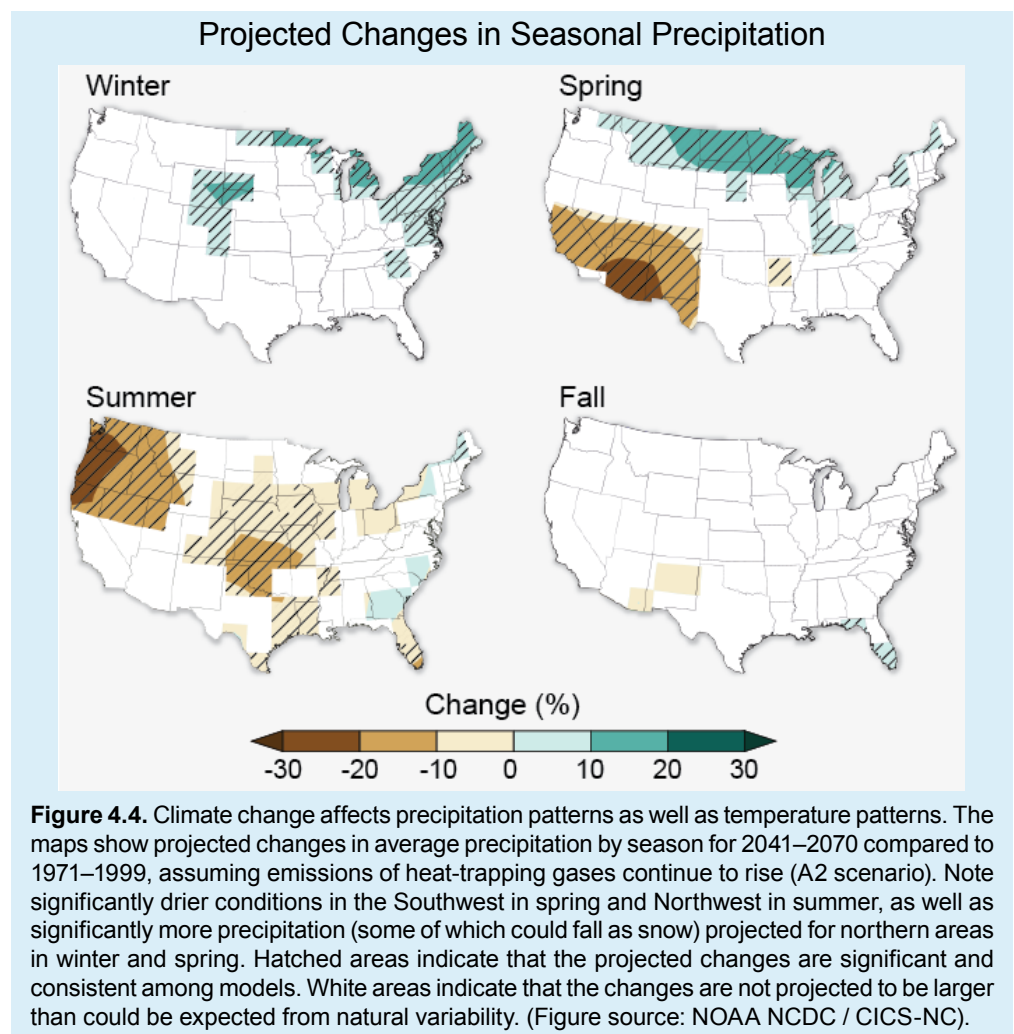 Projected Changes in Seasonal Precipitation
Winter
Spring
Summer
Fall
Change (%)
-30 -20 -10 0 10 20 30
Figure 4.4. Climate change affects precipitation patterns as well as temperature patterns. The
maps show projected changes in average precipitation by season for 2041–2070 compared to
1971–1999, assuming emissions of heat-trapping gases continue to rise (A2 scenario). Note
significantly drier conditions in the Southwest in spring and Northwest in summer, as well as
significantly more precipitation (some of which could fall as snow) projected for northern areas
in winter and spring. Hatched areas indicate that the projected changes are significant and
consistent among models. White areas indicate that the changes are not projected to be larger
than could be expected from natural variability. (Figure source: NOAA NCDC / CICS-NC).